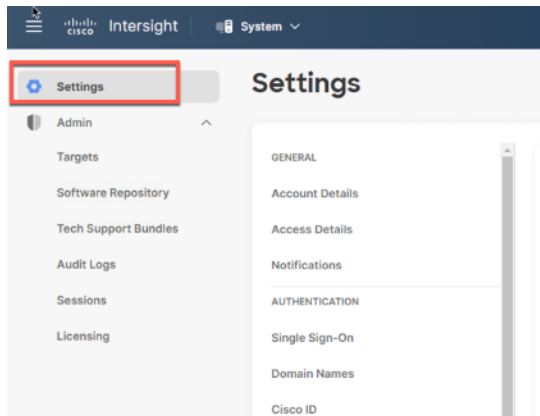 cisco Intersight System
Settings
Admin
Targets
Software Repository
Tech Support Bundles
Audit Logs
Sessions
Licensing
Settings
GENERAL
Account Details
Access Details
Notifications
AUTHENTICATION
Single Sign-On
Domain Names
Cisco ID